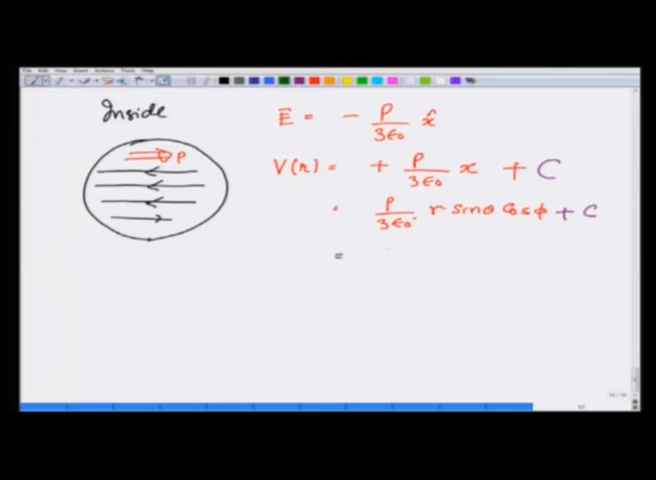 Inside
E̅ = - P/3ε₀ x̂
P
V(r) = + P/3ε₀ x + C
= P/3ε₀ r sinθ cosφ + C
=